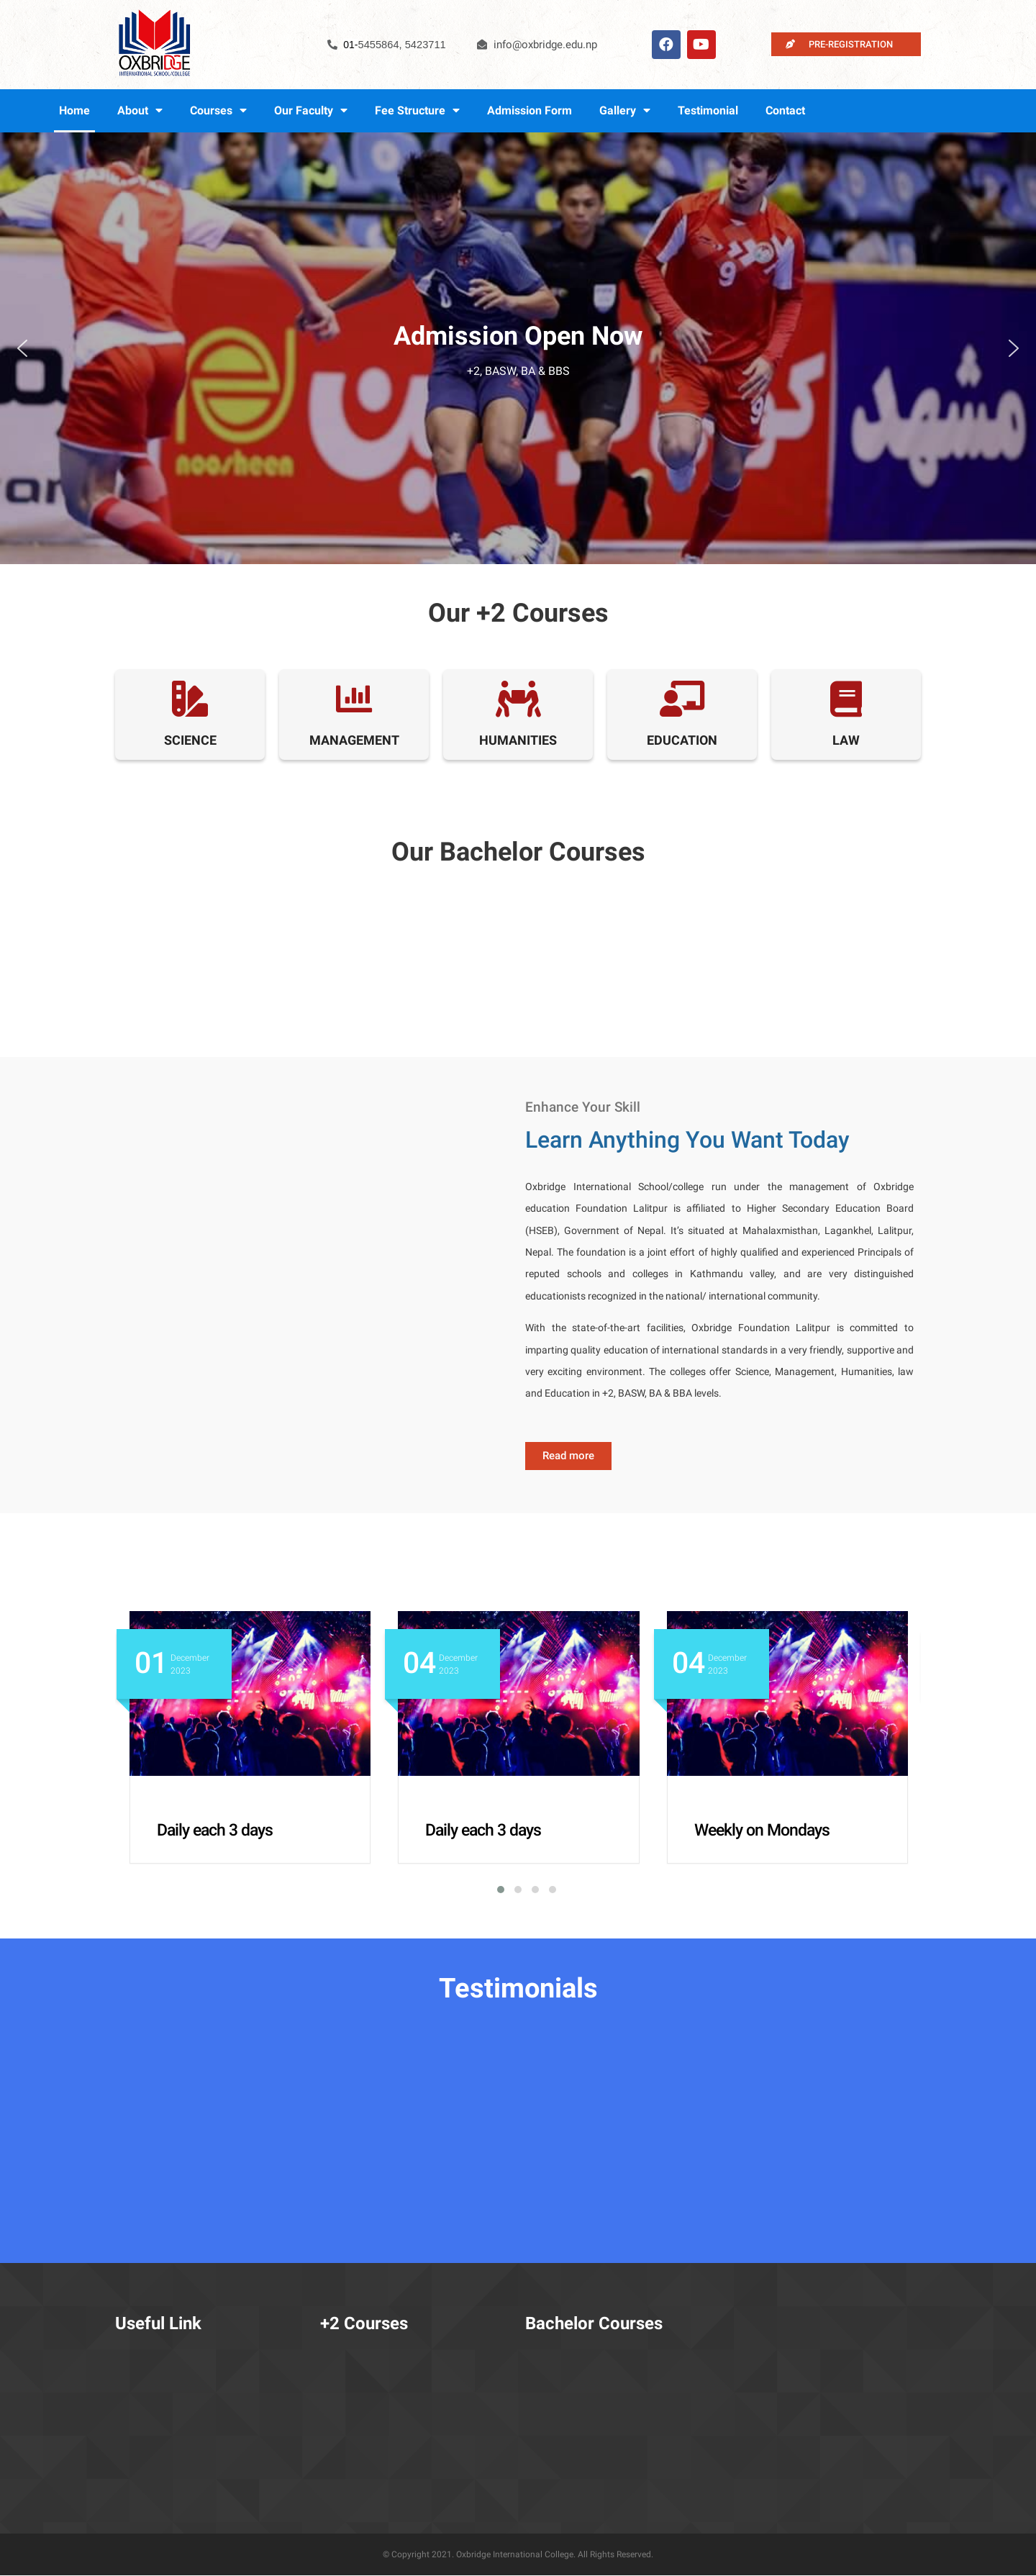 OXBRIDGE
INTERNATIONAL SCHOOL/COLLEGE
01-5455864, 5423711
info@oxbridge.edu.np
PRE-REGISTRATION
Home About Courses Our Faculty Fee Structure Admission Form Gallery Testimonial Contact
9
9
noosheen
مشهد
Admission Open Now
+2, BASW, BA & BBS
Our +2 Courses
SCIENCE
MANAGEMENT
HUMANITIES
EDUCATION
LAW
Our Bachelor Courses
Enhance Your Skill
Learn Anything You Want Today
Oxbridge International School/college run under the management of Oxbridge
education Foundation Lalitpur is affiliated to Higher Secondary Education Board
(HSEB), Government of Nepal. It’s situated at Mahalaxmisthan, Lagankhel, Lalitpur,
Nepal. The foundation is a joint effort of highly qualified and experienced Principals of
reputed schools and colleges in Kathmandu valley, and are very distinguished
educationists recognized in the national/ international community.
With the state-of-the-art facilities, Oxbridge Foundation Lalitpur is committed to
imparting quality education of international standards in a very friendly, supportive and
very exciting environment. The colleges offer Science, Management, Humanities, law
and Education in +2, BASW, BA & BBA levels.
Read more
01 December
2023
Daily each 3 days
04 December
2023
Daily each 3 days
04 December
2023
Weekly on Mondays
Testimonials
Useful Link
+2 Courses
Bachelor Courses
© Copyright 2021. Oxbridge International College. All Rights Reserved.